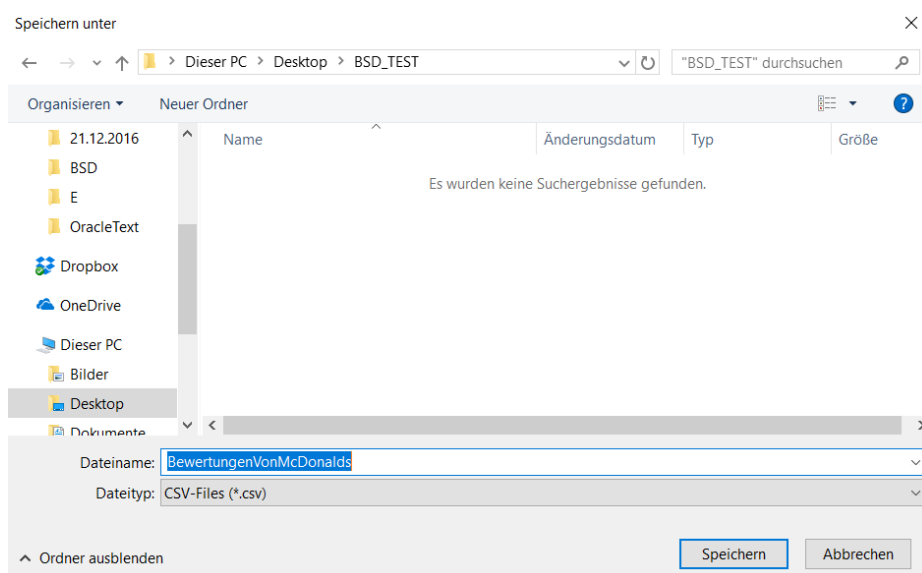 Speichern unter
Dieser PC > Desktop > BSD_TEST
"BSD_TEST" durchsuchen
Organisieren
Neuer Ordner
?
Name
Änderungsdatum
Typ
Größe
21.12.2016
BSD
E
OracleText
Dropbox
OneDrive
Dieser PC
Bilder
Desktop
Dokumente
Es wurden keine Suchergebnisse gefunden.
Dateiname: BewertungenVonMcDonalds
Dateityp: CSV-Files (*.csv)
Ordner ausblenden
Speichern
Abbrechen